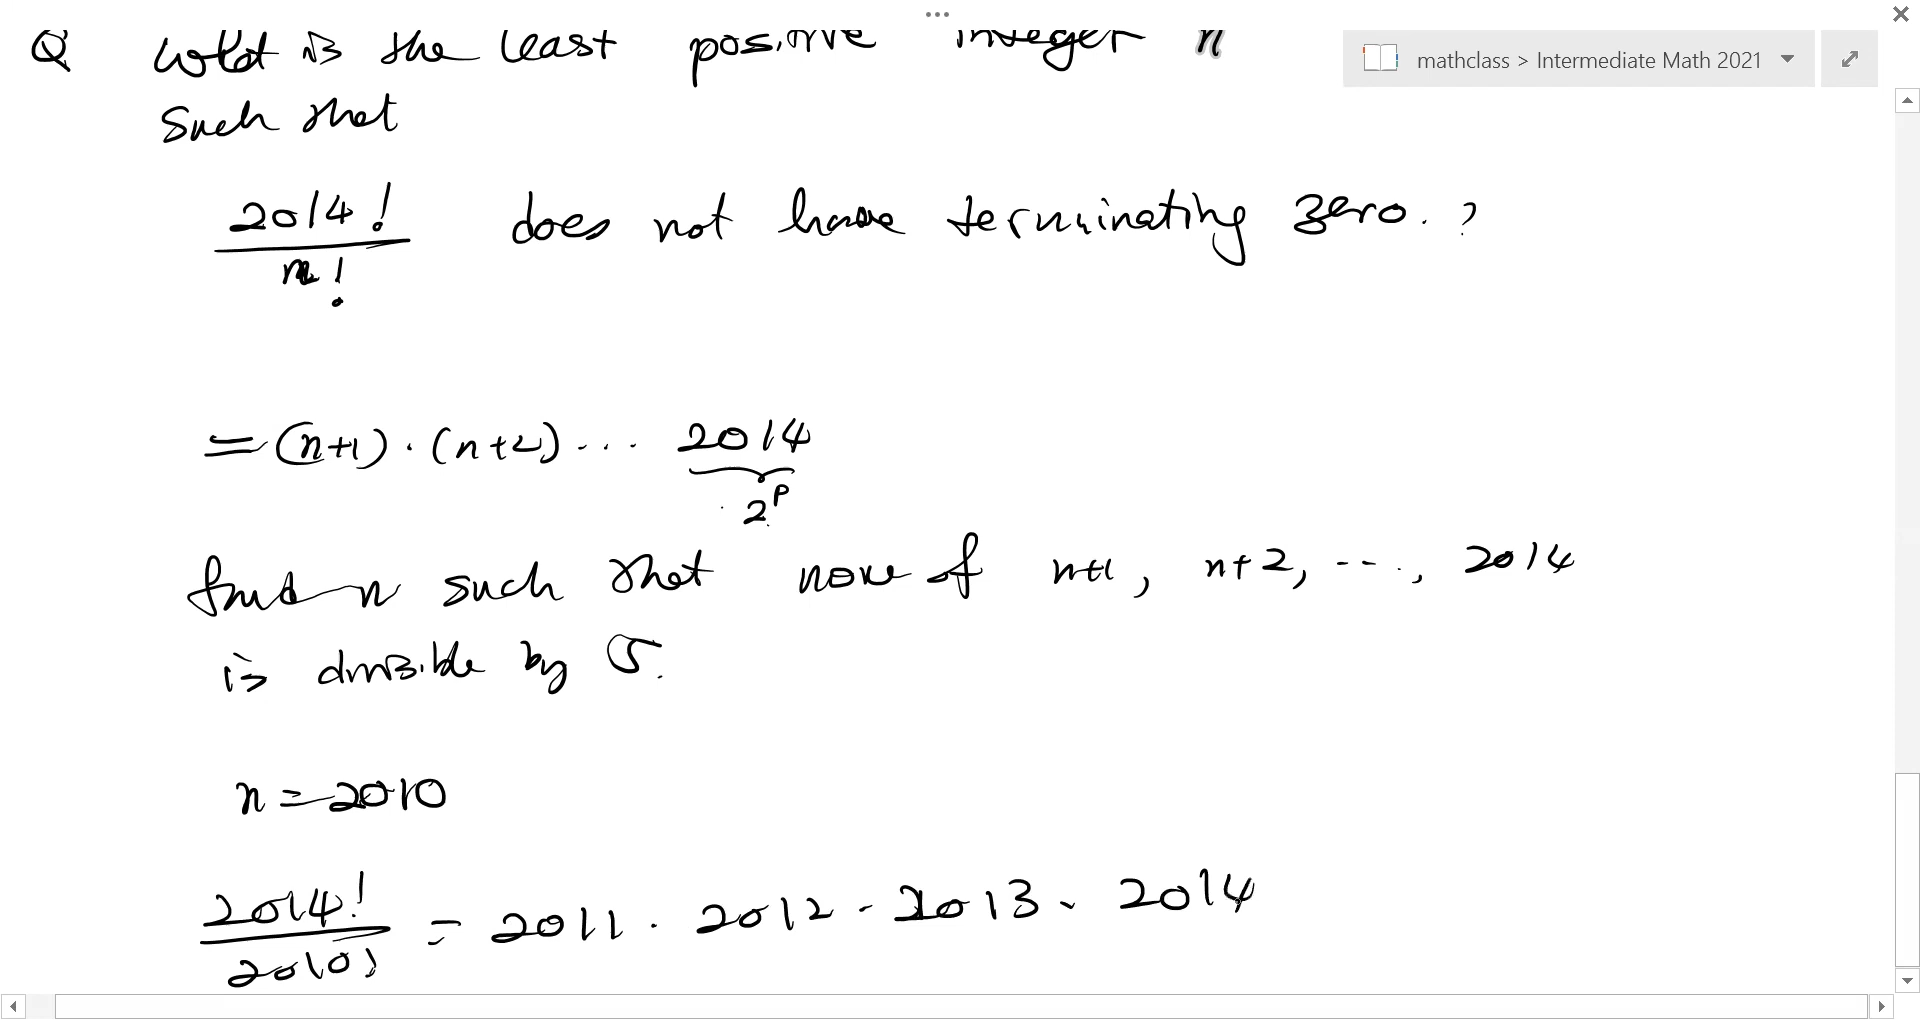 Q What is the least positive integer n
mathclass > Intermediate Math 2021
Such that
2014!
n!
does not have terminating zero.?
= (n+1) · (n+2) ... 2014
2^p
find n such that none of n+1, n+2, ---, 2014
is divisible by 5.
n = 2010
2014!
2010!
= 2011 · 2012 · 2013 · 2014